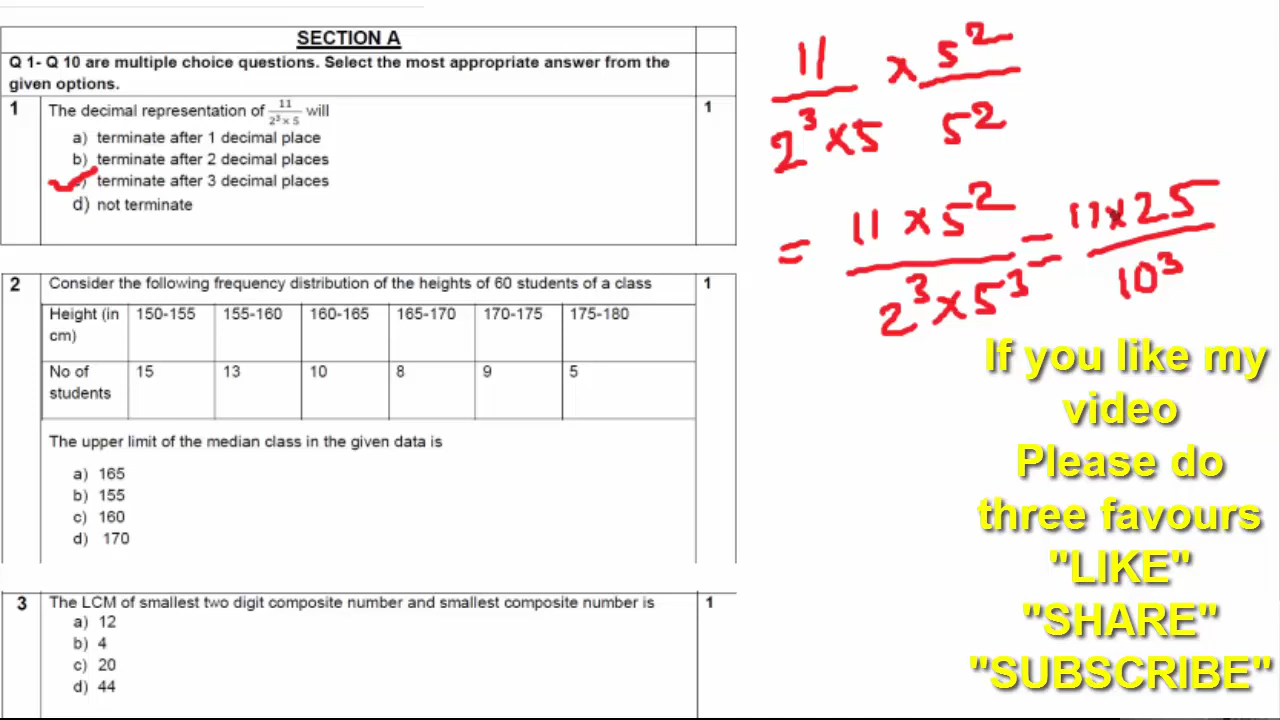 SECTION A
Q 1- Q 10 are multiple choice questions. Select the most appropriate answer from the
given options.
1 The decimal representation of 11/2³×5 will 1
a) terminate after 1 decimal place
b) terminate after 2 decimal places
terminate after 3 decimal places
d) not terminate
2 Consider the following frequency distribution of the heights of 60 students of a class 1
Height (in cm) 150-155 155-160 160-165 165-170 170-175 175-180
No of students 15 13 10 8 9 5
The upper limit of the median class in the given data is
a) 165
b) 155
c) 160
d) 170
3 The LCM of smallest two digit composite number and smallest composite number is 1
a) 12
b) 4
c) 20
d) 44
11/2³×5 × 5²/5²
= 11×5²/2³×5³ = 11×25/10³
If you like my
video
Please do
three favours
"LIKE"
"SHARE"
"SUBSCRIBE"